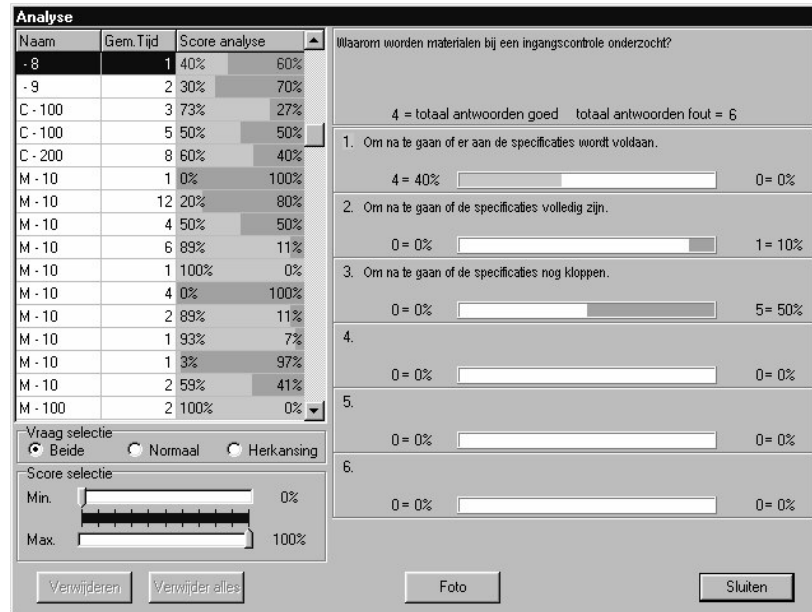 Analyse
Naam Gem.Tijd Score analyse
- 8 1 40% 60%
- 9 2 30% 70%
C - 100 3 73% 27%
C - 100 5 50% 50%
C - 200 8 60% 40%
M - 10 1 0% 100%
M - 10 12 20% 80%
M - 10 4 50% 50%
M - 10 6 89% 11%
M - 10 1 100% 0%
M - 10 4 0% 100%
M - 10 2 89% 11%
M - 10 1 93% 7%
M - 10 1 3% 97%
M - 10 2 59% 41%
M - 100 2 100% 0%
Vraag selectie
Beide Normaal Herkansing
Score selectie
Min. 0%
Max. 100%
Verwijderen Verwijder alles
Waarom worden materialen bij een ingangscontrole onderzocht?
4 = totaal antwoorden goed totaal antwoorden fout = 6
1. Om na te gaan of er aan de specificaties wordt voldaan.
4 = 40% 0 = 0%
2. Om na te gaan of de specificaties volledig zijn.
0 = 0% 1 = 10%
3. Om na te gaan of de specificaties nog kloppen.
0 = 0% 5 = 50%
4.
0 = 0% 0 = 0%
5.
0 = 0% 0 = 0%
6.
0 = 0% 0 = 0%
Foto Sluiten